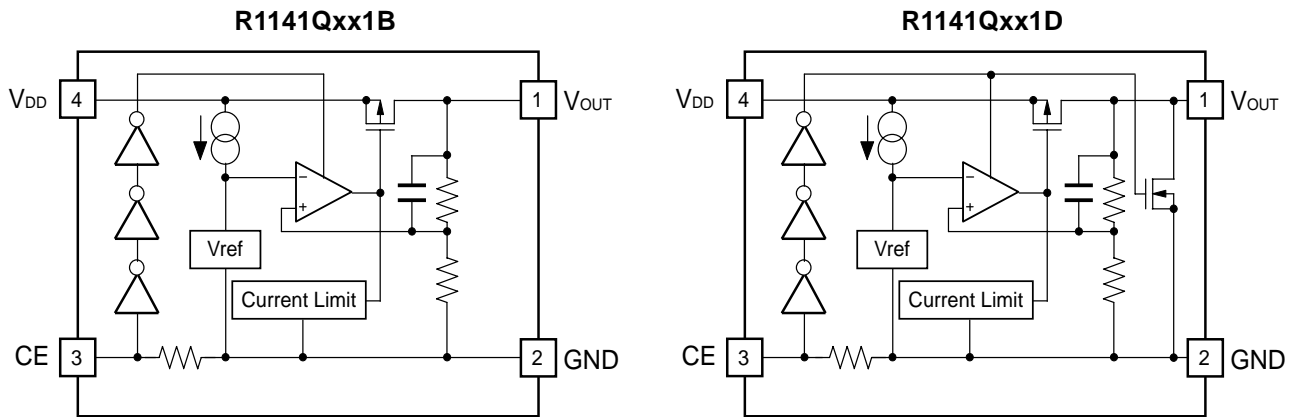 R1141Qxx1B
VDD 4
1 VOUT
−
+
Vref
Current Limit
CE 3
2 GND
R1141Qxx1D
VDD 4
1 VOUT
−
+
Vref
Current Limit
CE 3
2 GND